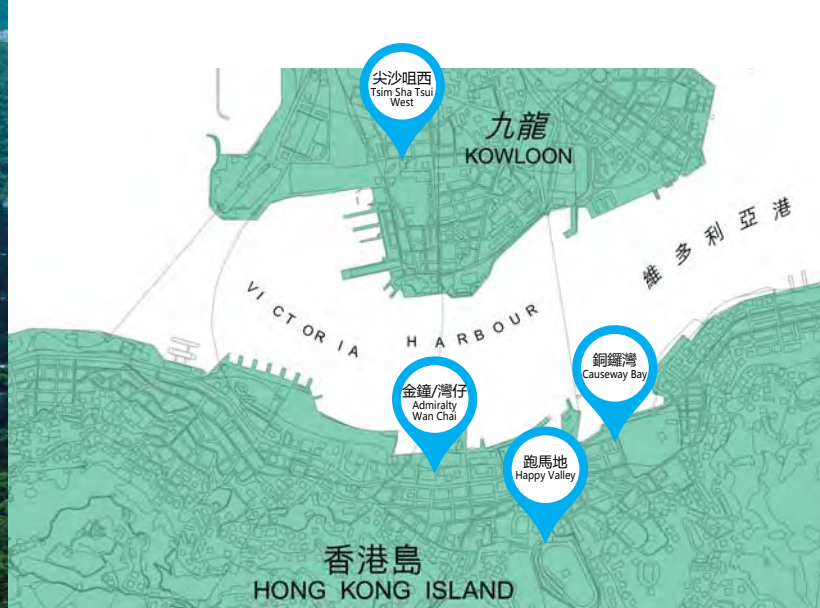 尖沙咀西
Tsim Sha Tsui
West
九龍
KOWLOON
維多利亞港
VICTORIA HARBOUR
銅鑼灣
Causeway Bay
金鐘/灣仔
Admiralty
Wan Chai
跑馬地
Happy Valley
香港島
HONG KONG ISLAND